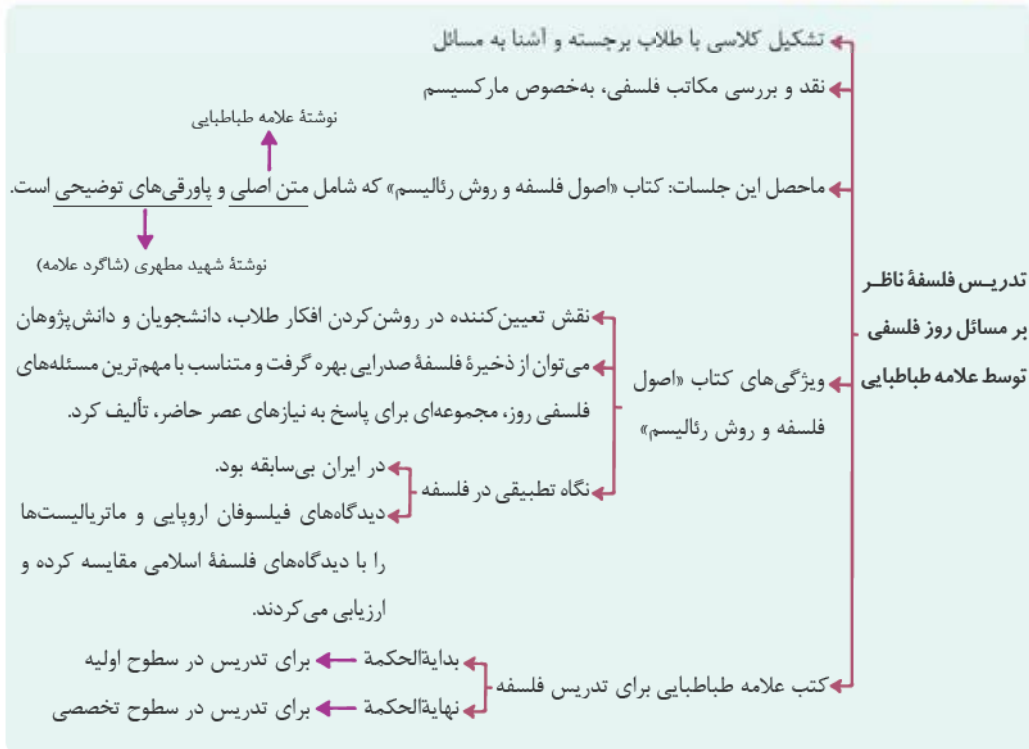 تدریس فلسفهٔ ناظر
بر مسائل روز فلسفی
توسط علامه طباطبایی
تشکیل کلاسی با طلاب برجسته و آشنا به مسائل
نقد و بررسی مکاتب فلسفی، به‌خصوص مارکسیسم
نوشتهٔ علامه طباطبایی
ماحصل این جلسات: کتاب «اصول فلسفه و روش رئالیسم» که شامل متن اصلی و پاورقی‌های توضیحی است.
نوشتهٔ شهید مطهری (شاگرد علامه)
ویژگی‌های کتاب «اصول
فلسفه و روش رئالیسم»
نقش تعیین‌کننده در روشن‌کردن افکار طلاب، دانشجویان و دانش‌پژوهان
می‌توان از ذخیرهٔ فلسفهٔ صدرایی بهره گرفت و متناسب با مهم‌ترین مسئله‌های
فلسفی روز، مجموعه‌ای برای پاسخ به نیازهای عصر حاضر، تألیف کرد.
نگاه تطبیقی در فلسفه
در ایران بی‌سابقه بود.
دیدگاه‌های فیلسوفان اروپایی و ماتریالیست‌ها
را با دیدگاه‌های فلسفهٔ اسلامی مقایسه کرده و
ارزیابی می‌کردند.
کتب علامه طباطبایی برای تدریس فلسفه
بدایةالحکمة ← برای تدریس در سطوح اولیه
نهایةالحکمة ← برای تدریس در سطوح تخصصی